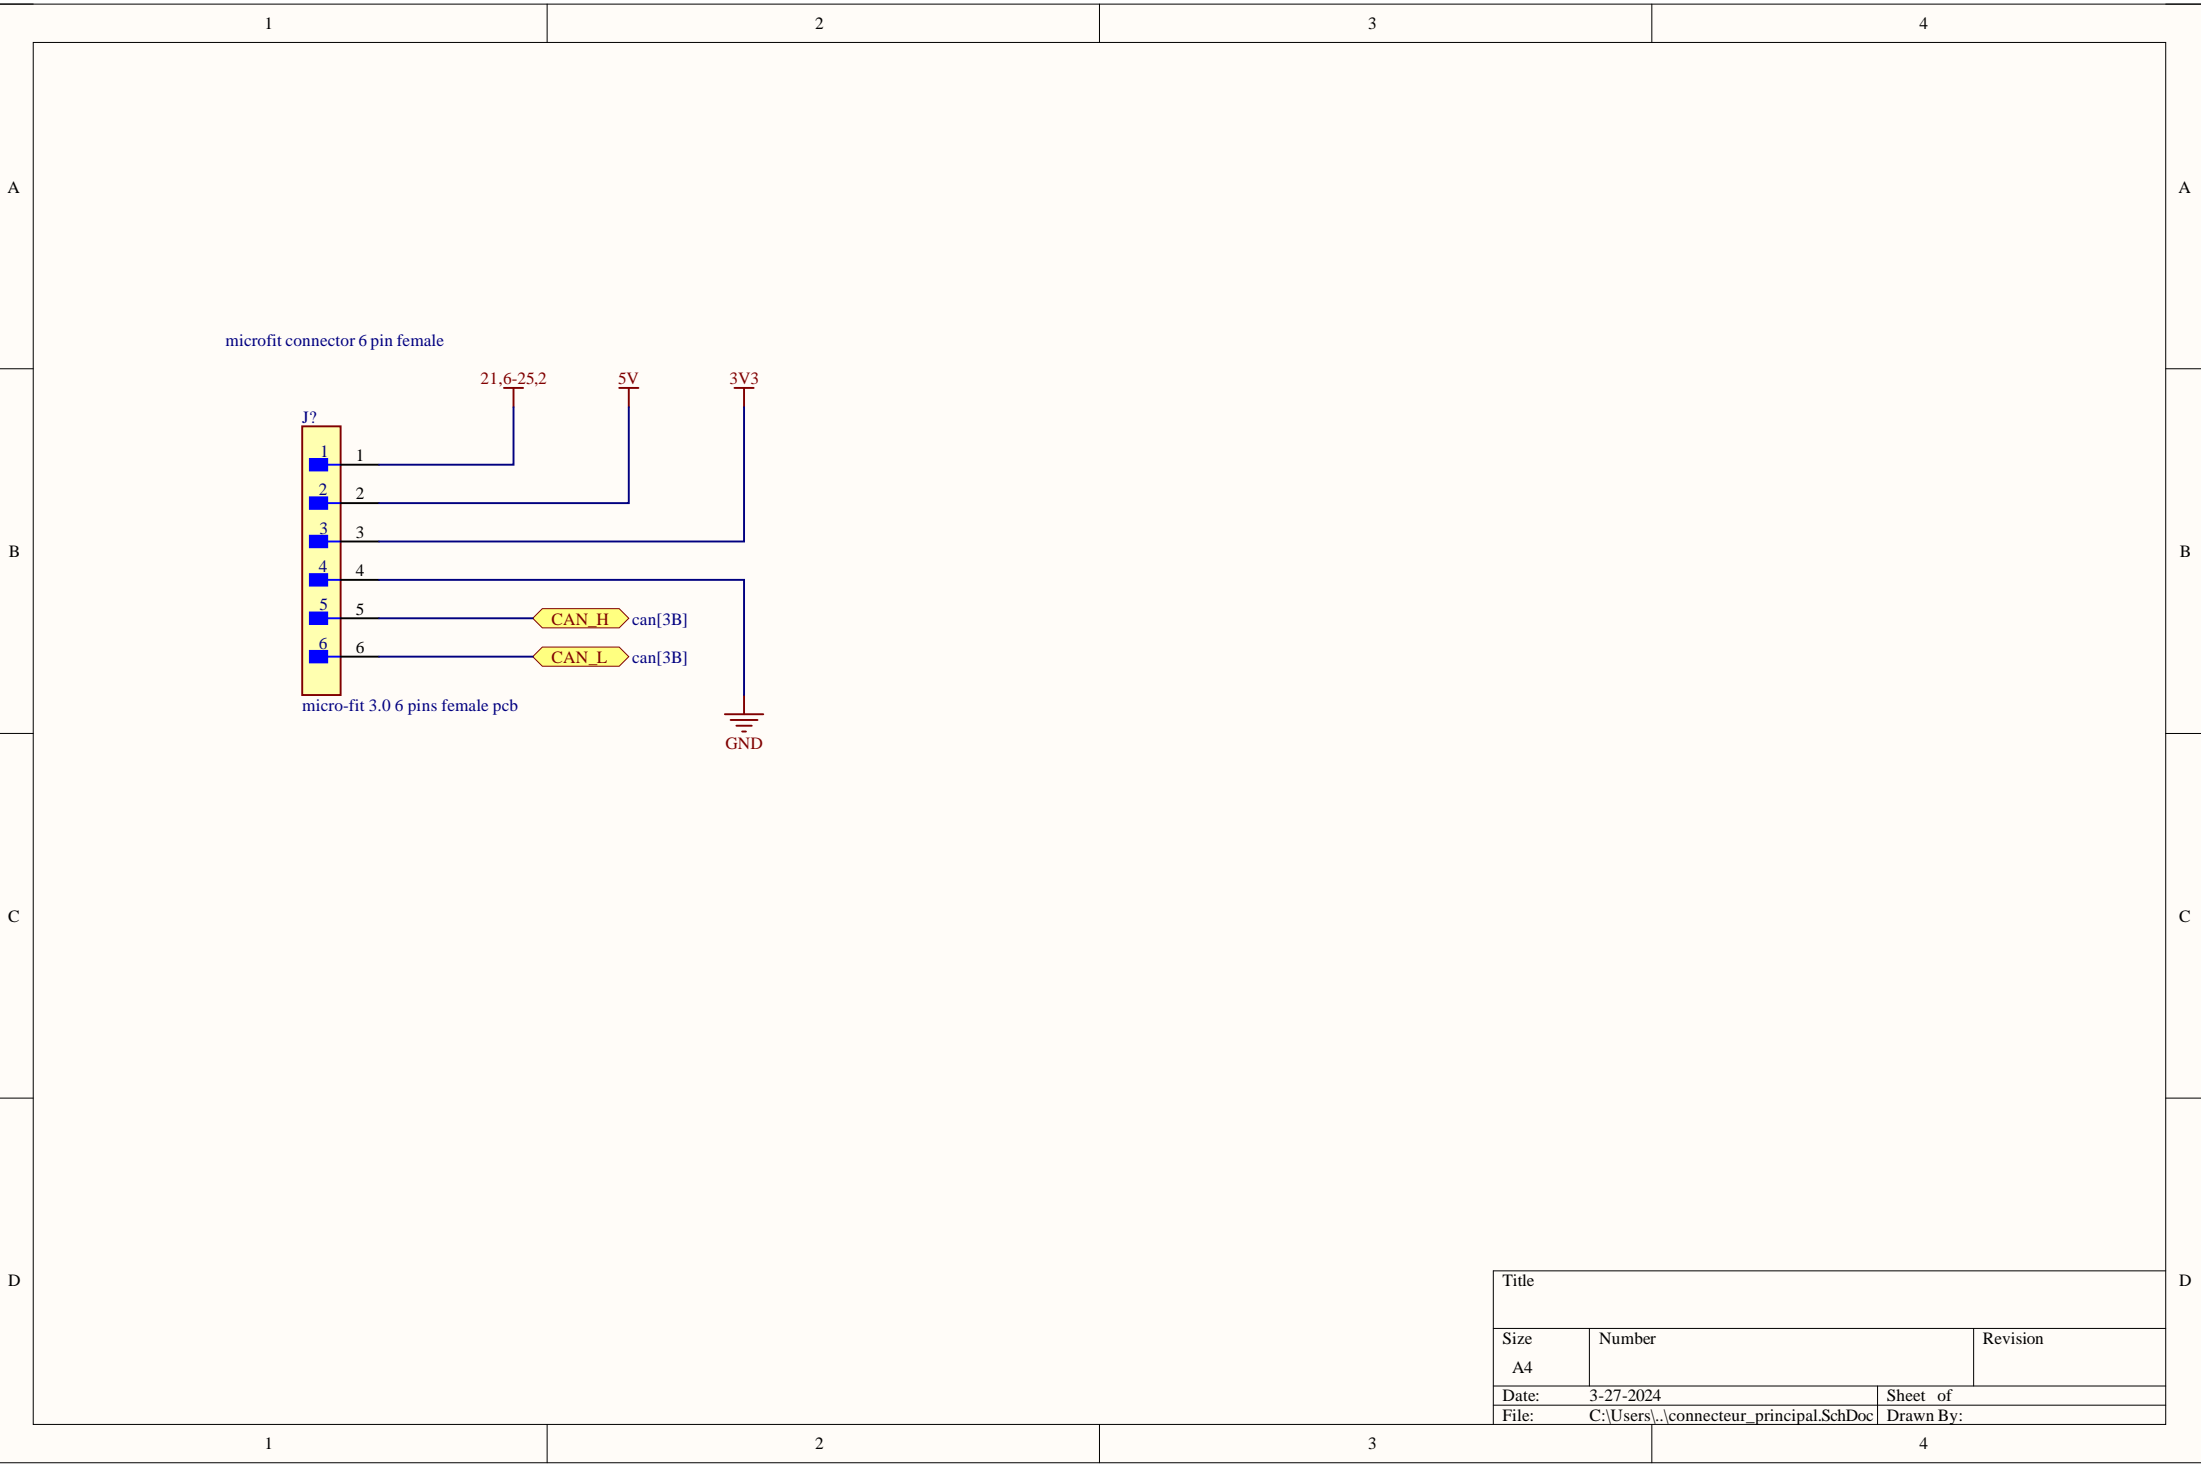 1 2 3 4
A A
microfit connector 6 pin female
21,6-25,2 5V 3V3
J?
1 1
2 2
3 3
B B
4 4
5 5 CAN_H can[3B]
6 6 CAN_L can[3B]
micro-fit 3.0 6 pins female pcb
GND
C C
D D
Title
Size Number Revision
A4
Date: 3-27-2024 Sheet of
File: C:\Users\..\connecteur_principal.SchDoc Drawn By:
1 2 3 4